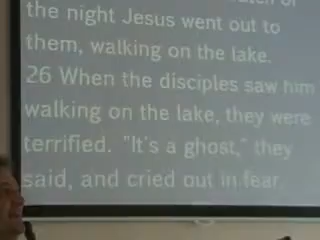 the night Jesus went out to
them, walking on the lake.
26 When the disciples saw him
walking on the lake, they were
terrified. "It's a ghost," they
said, and cried out in fear.